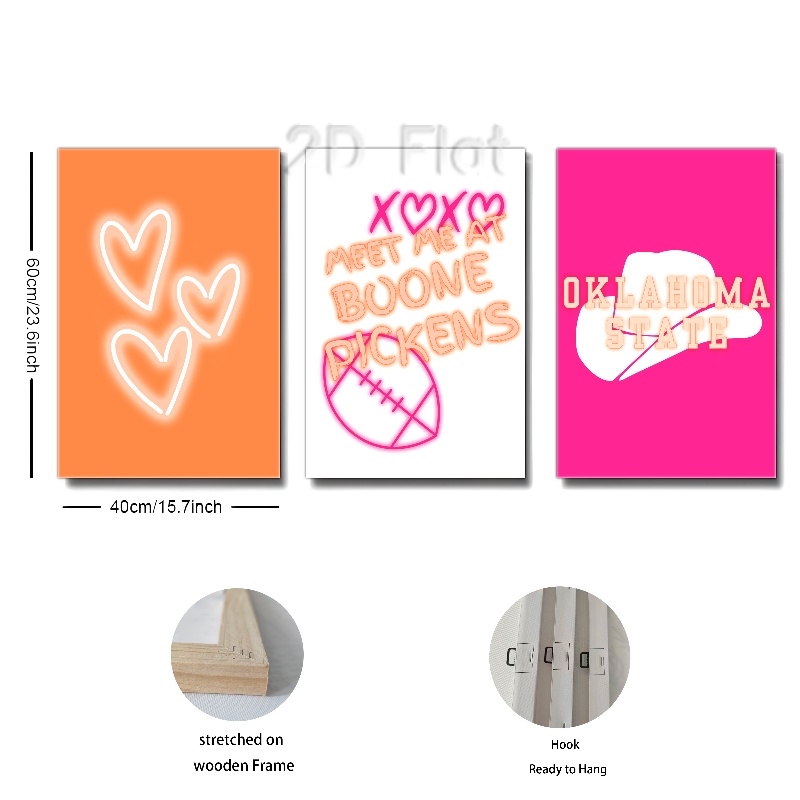 2D Flat
60cm/23.6inch
XOXO
MEET ME AT
BOONE
PICKENS
OKLAHOMA
STATE
40cm/15.7inch
stretched on
wooden Frame
Hook
Ready to Hang